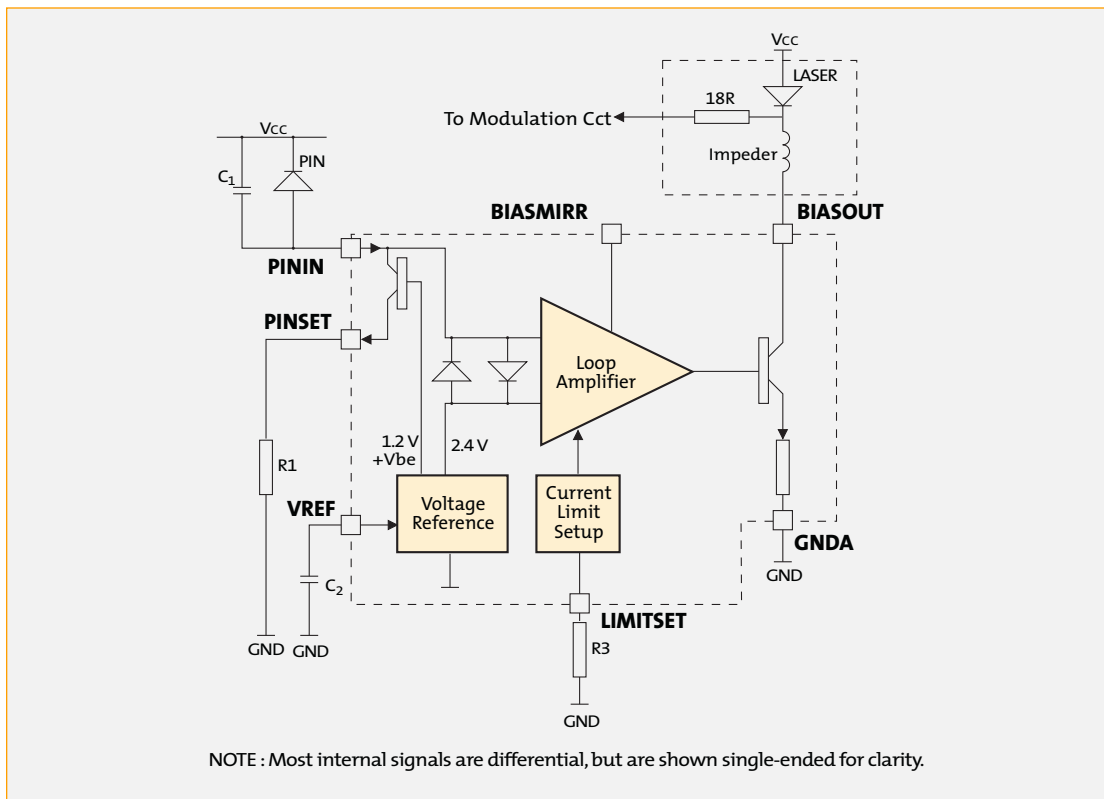 Vcc
LASER
18R
To Modulation Cct
Impeder
Vcc
PIN
C1
BIASMIRR
BIASOUT
PININ
PINSET
Loop
Amplifier
1.2 V
+Vbe
2.4 V
R1
VREF
Voltage
Reference
Current
Limit
Setup
GNDA
GND
C2
LIMITSET
R3
GND
GND
GND
NOTE : Most internal signals are differential, but are shown single-ended for clarity.